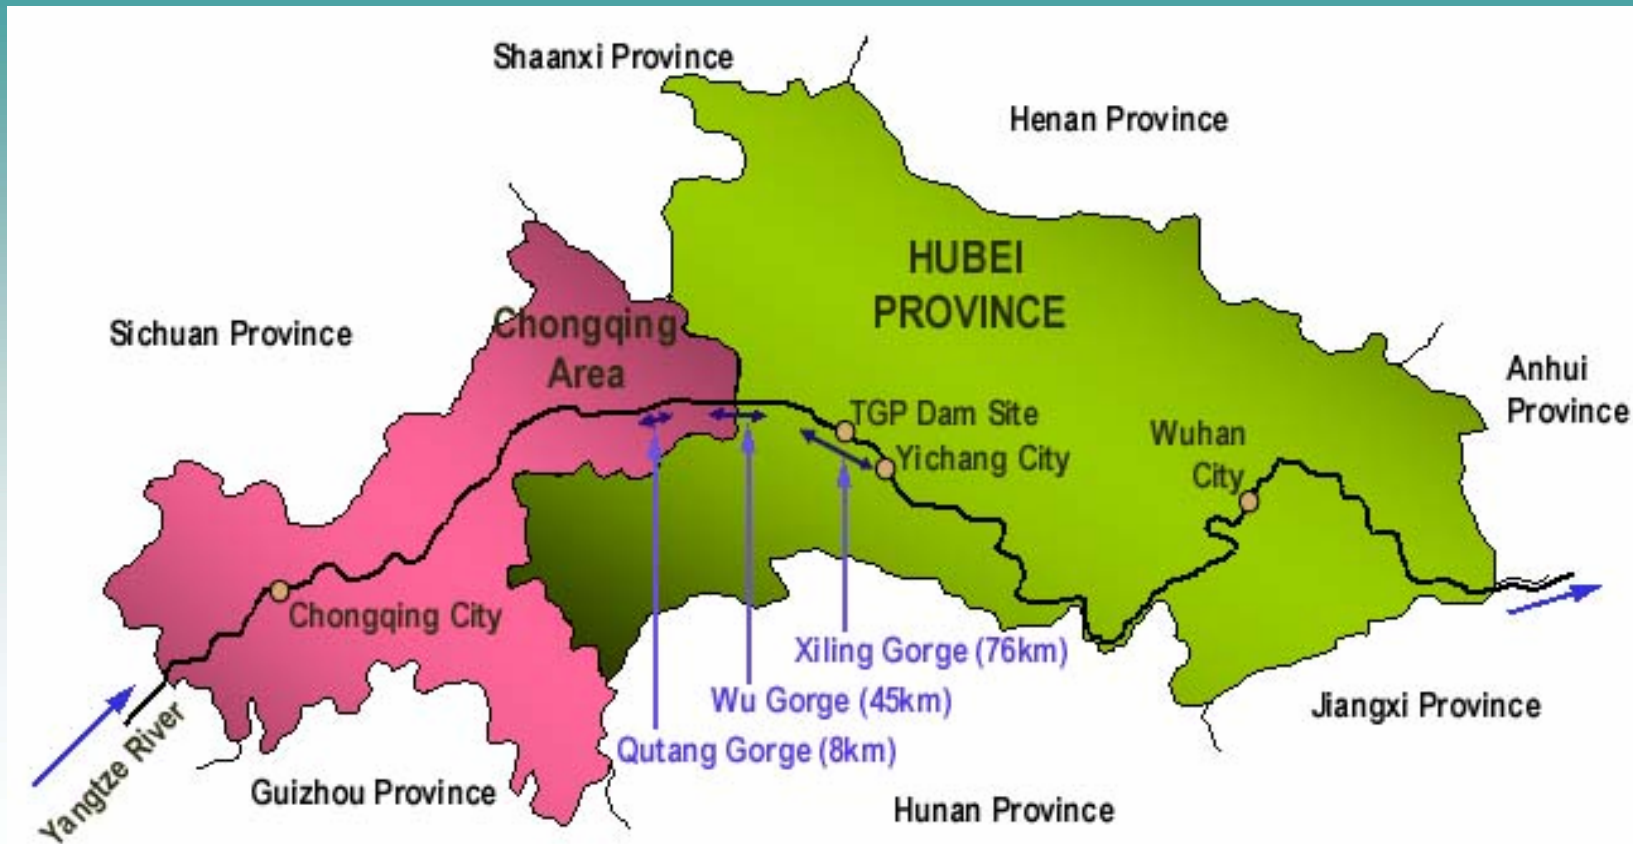 Shaanxi Province
Henan Province
HUBEI
PROVINCE
Chongqing
Area
Sichuan Province
Anhui
Province
TGP Dam Site
Yichang City
Wuhan
City
Chongqing City
Xiling Gorge (76km)
Wu Gorge (45km)
Qutang Gorge (8km)
Jiangxi Province
Yangtze River
Guizhou Province
Hunan Province